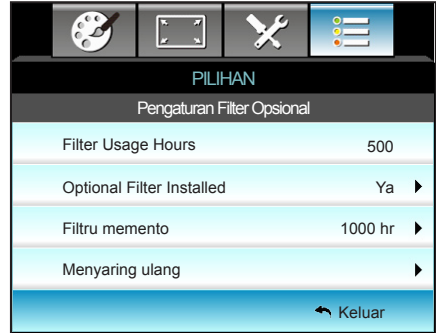 PILIHAN
Pengaturan Filter Opsional
Filter Usage Hours 500
Optional Filter Installed Ya
Filtru memento 1000 hr
Menyaring ulang
Keluar